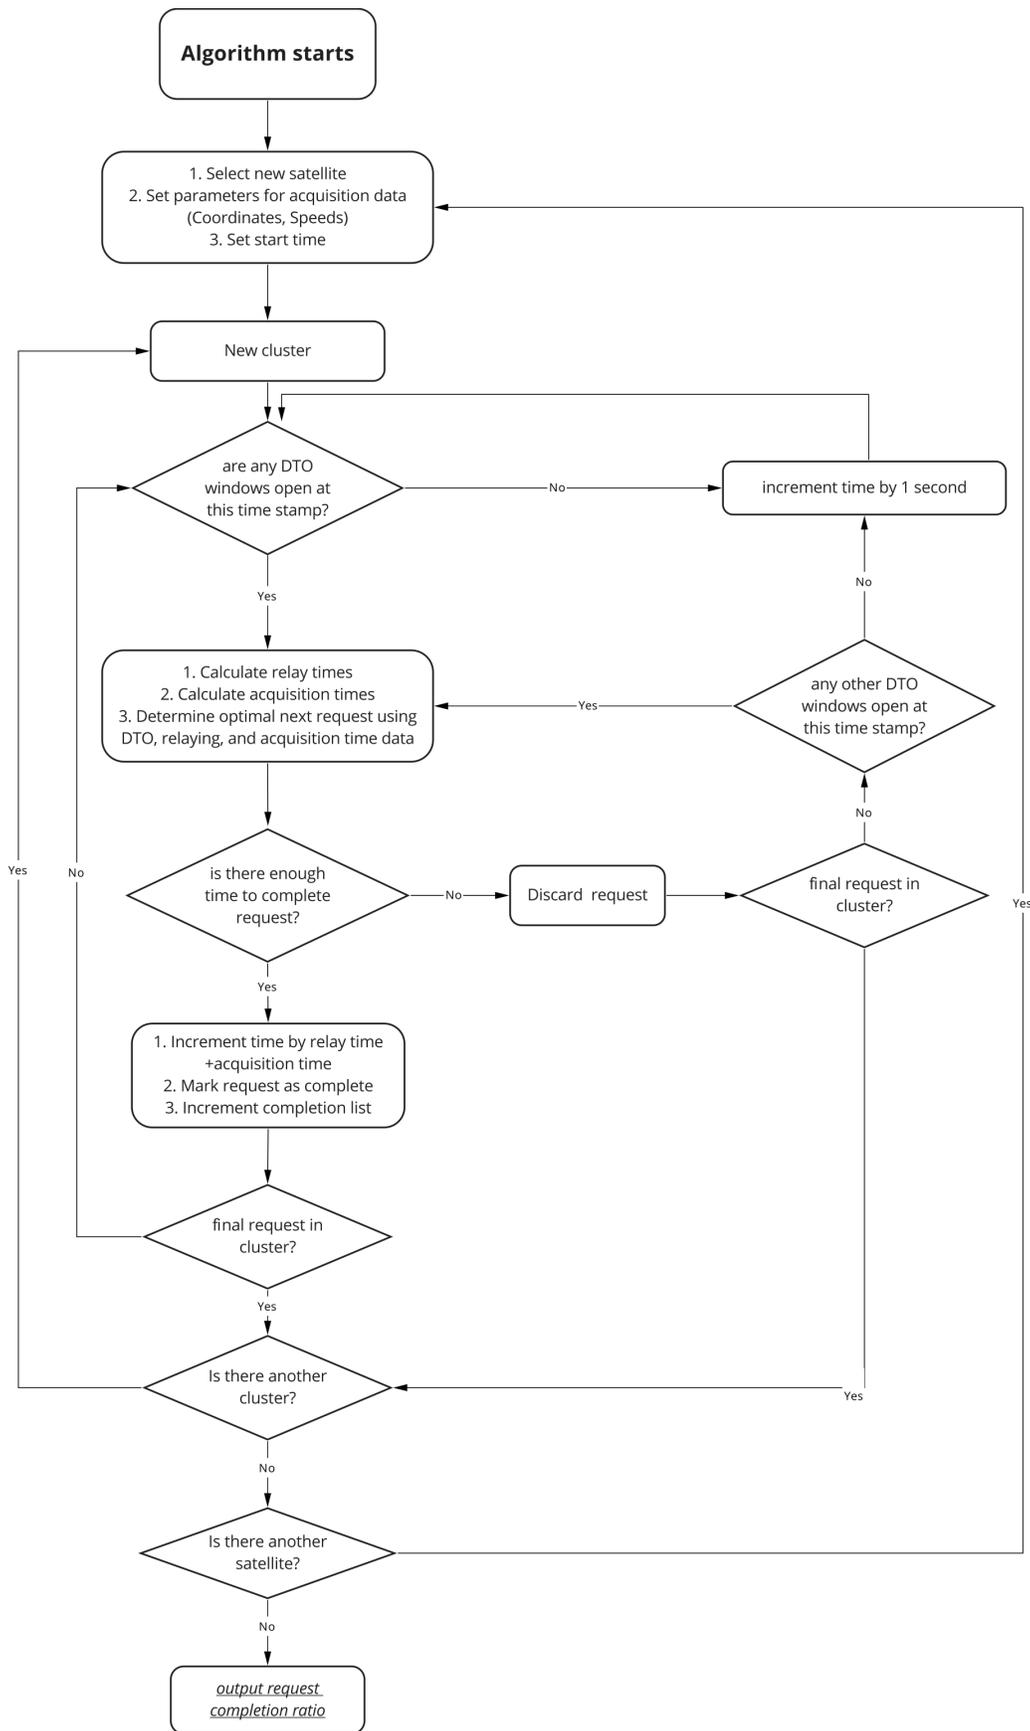 Algorithm starts
1. Select new satellite
2. Set parameters for acquisition data
(Coordinates, Speeds)
3. Set start time
New cluster
are any DTO
windows open at
this time stamp?
No
increment time by 1 second
Yes
No
1. Calculate relay times
2. Calculate acquisition times
3. Determine optimal next request using
DTO, relaying, and acquisition time data
Yes
any other DTO
windows open at
this time stamp?
No
Yes
No
is there enough
time to complete
request?
No
Discard request
final request in
cluster?
Yes
Yes
1. Increment time by relay time
+acquisition time
2. Mark request as complete
3. Increment completion list
final request in
cluster?
Yes
Is there another
cluster?
Yes
No
Is there another
satellite?
No
output request
completion ratio